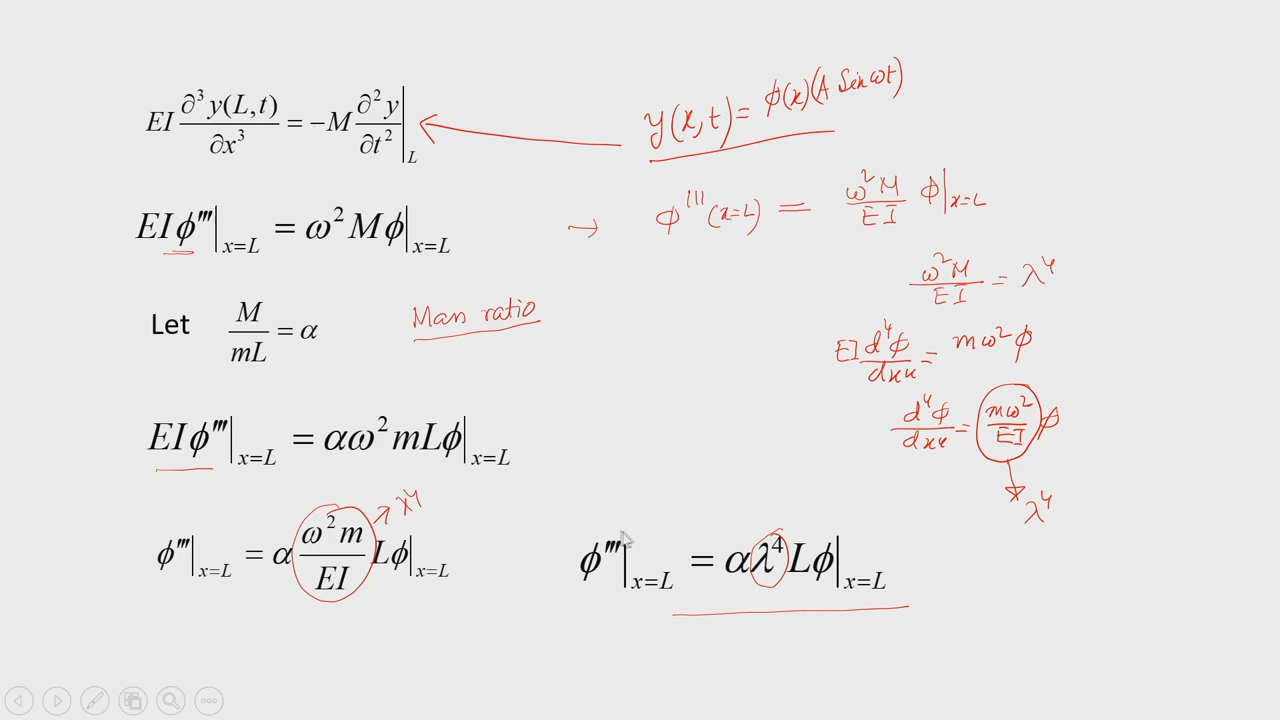 EI ∂³y(L,t)/∂x³ = −M ∂²y/∂t² |_L
y(x,t) = ϕ(x)(A Sin ωt)
EIϕ‴|_{x=L} = ω²Mϕ|_{x=L}
→ ϕ'''(x=L) = ω²M/EI ϕ|_{x=L}
ω²M/EI = λ⁴
Let M/mL = α
Mass ratio
EI d⁴ϕ/dx⁴ = mω²ϕ
d⁴ϕ/dx⁴ = mω²/EI ϕ
λ⁴
EIϕ‴|_{x=L} = αω²mLϕ|_{x=L}
ϕ‴|_{x=L} = α ω²m/EI Lϕ|_{x=L}
λ⁴
ϕ‴|_{x=L} = αλ⁴Lϕ|_{x=L}